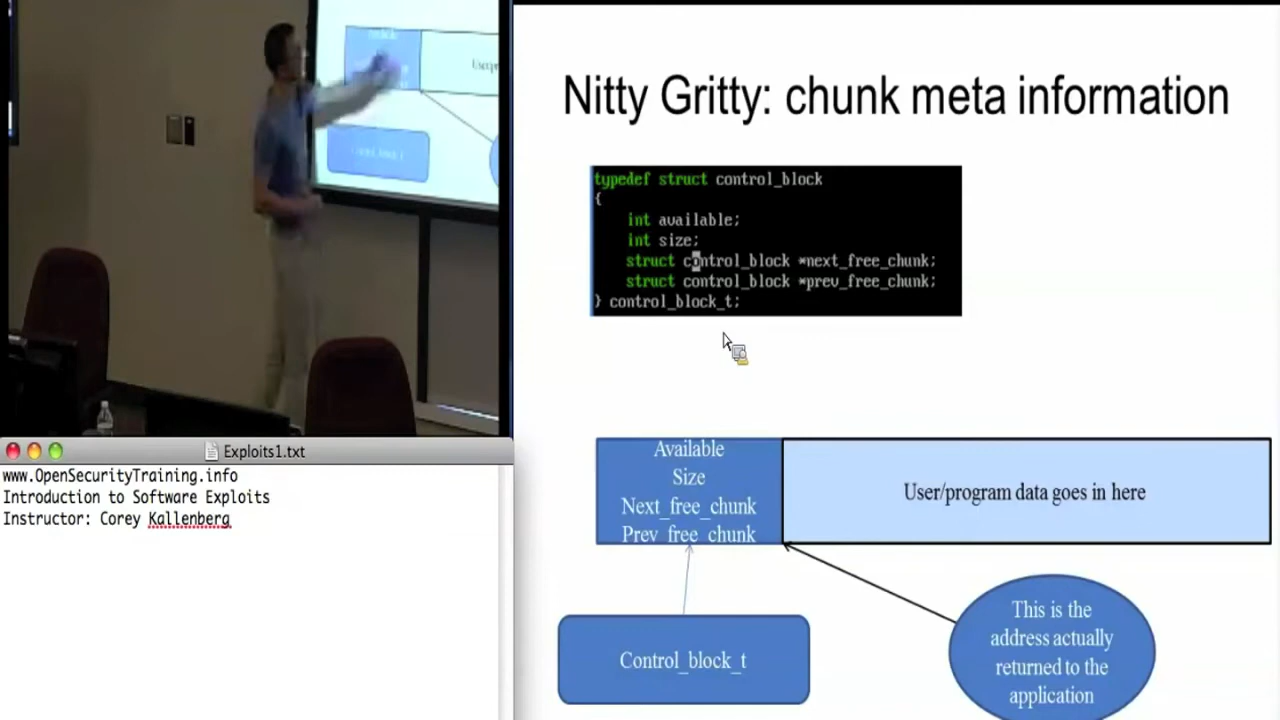 Nitty Gritty: chunk meta information
typedef struct control_block
{
int available;
int size;
struct control_block *next_free_chunk;
struct control_block *prev_free_chunk;
} control_block_t;
Available
Size
Next_free_chunk
Prev_free_chunk
User/program data goes in here
Control_block_t
This is the
address actually
returned to the
application
Exploits1.txt
www.OpenSecurityTraining.info
Introduction to Software Exploits
Instructor: Corey Kallenberg